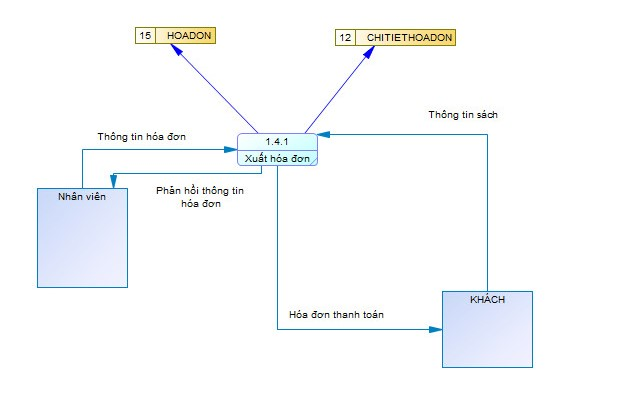 15 HOADON
12 CHITIETHOADON
Thông tin sách
Thông tin hóa đơn
1.4.1
Xuất hóa đơn
Phản hồi thông tin
hóa đơn
Nhân viên
KHÁCH
Hóa đơn thanh toán